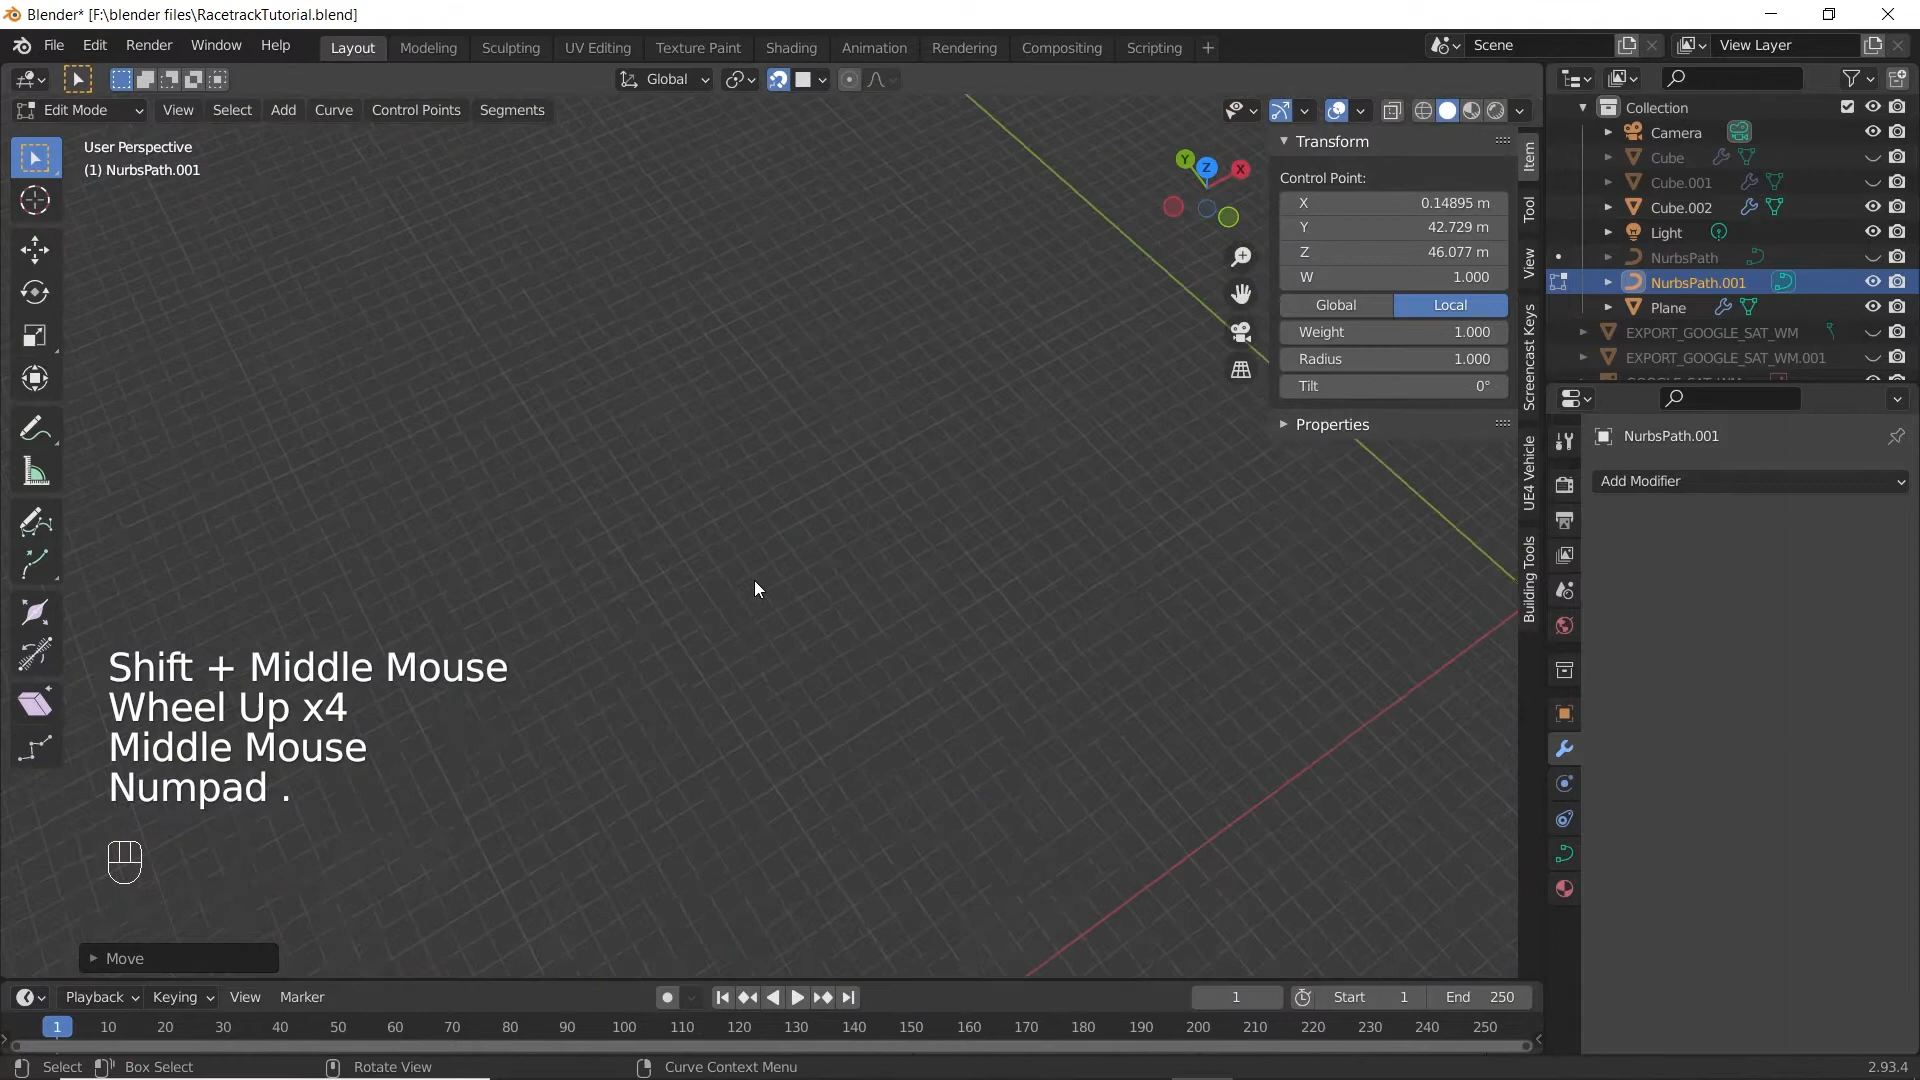 Blender* [F:\blender files\RacetrackTutorial.blend]
File Edit Render Window Help
Layout Modeling Sculpting UV Editing Texture Paint Shading Animation Rendering Compositing Scripting +
Scene
View Layer
Global
Edit Mode View Select Add Curve Control Points Segments
User Perspective
(1) NurbsPath.001
Y Z X
Transform
Control Point:
X 0.14895 m
Y 42.729 m
Z 46.077 m
W 1.000
Global Local
Weight 1.000
Radius 1.000
Tilt 0°
Properties
Item
Tool
View
Screencast Keys
UE4 Vehicle
Building Tools
Collection
Camera
Cube
Cube.001
Cube.002
Light
NurbsPath
NurbsPath.001
Plane
EXPORT_GOOGLE_SAT_WM
EXPORT_GOOGLE_SAT_WM.001
NurbsPath.001
Add Modifier
Shift + Middle Mouse
Wheel Up x4
Middle Mouse
Numpad .
Move
Playback Keying View Marker
1 Start 1 End 250
1 10 20 30 40 50 60 70 80 90 100 110 120 130 140 150 160 170 180 190 200 210 220 230 240 250
Select Box Select Rotate View Curve Context Menu 2.93.4